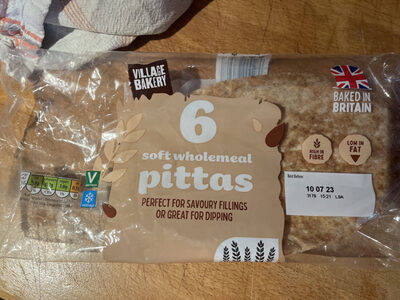 VILLAGE
BAKERY
6
soft wholemeal
pittas
PERFECT FOR SAVOURY FILLINGS
OR GREAT FOR DIPPING
BAKED IN
BRITAIN
HIGH IN
FIBRE
LOW IN
FAT
Best Before:
10 07 23
V